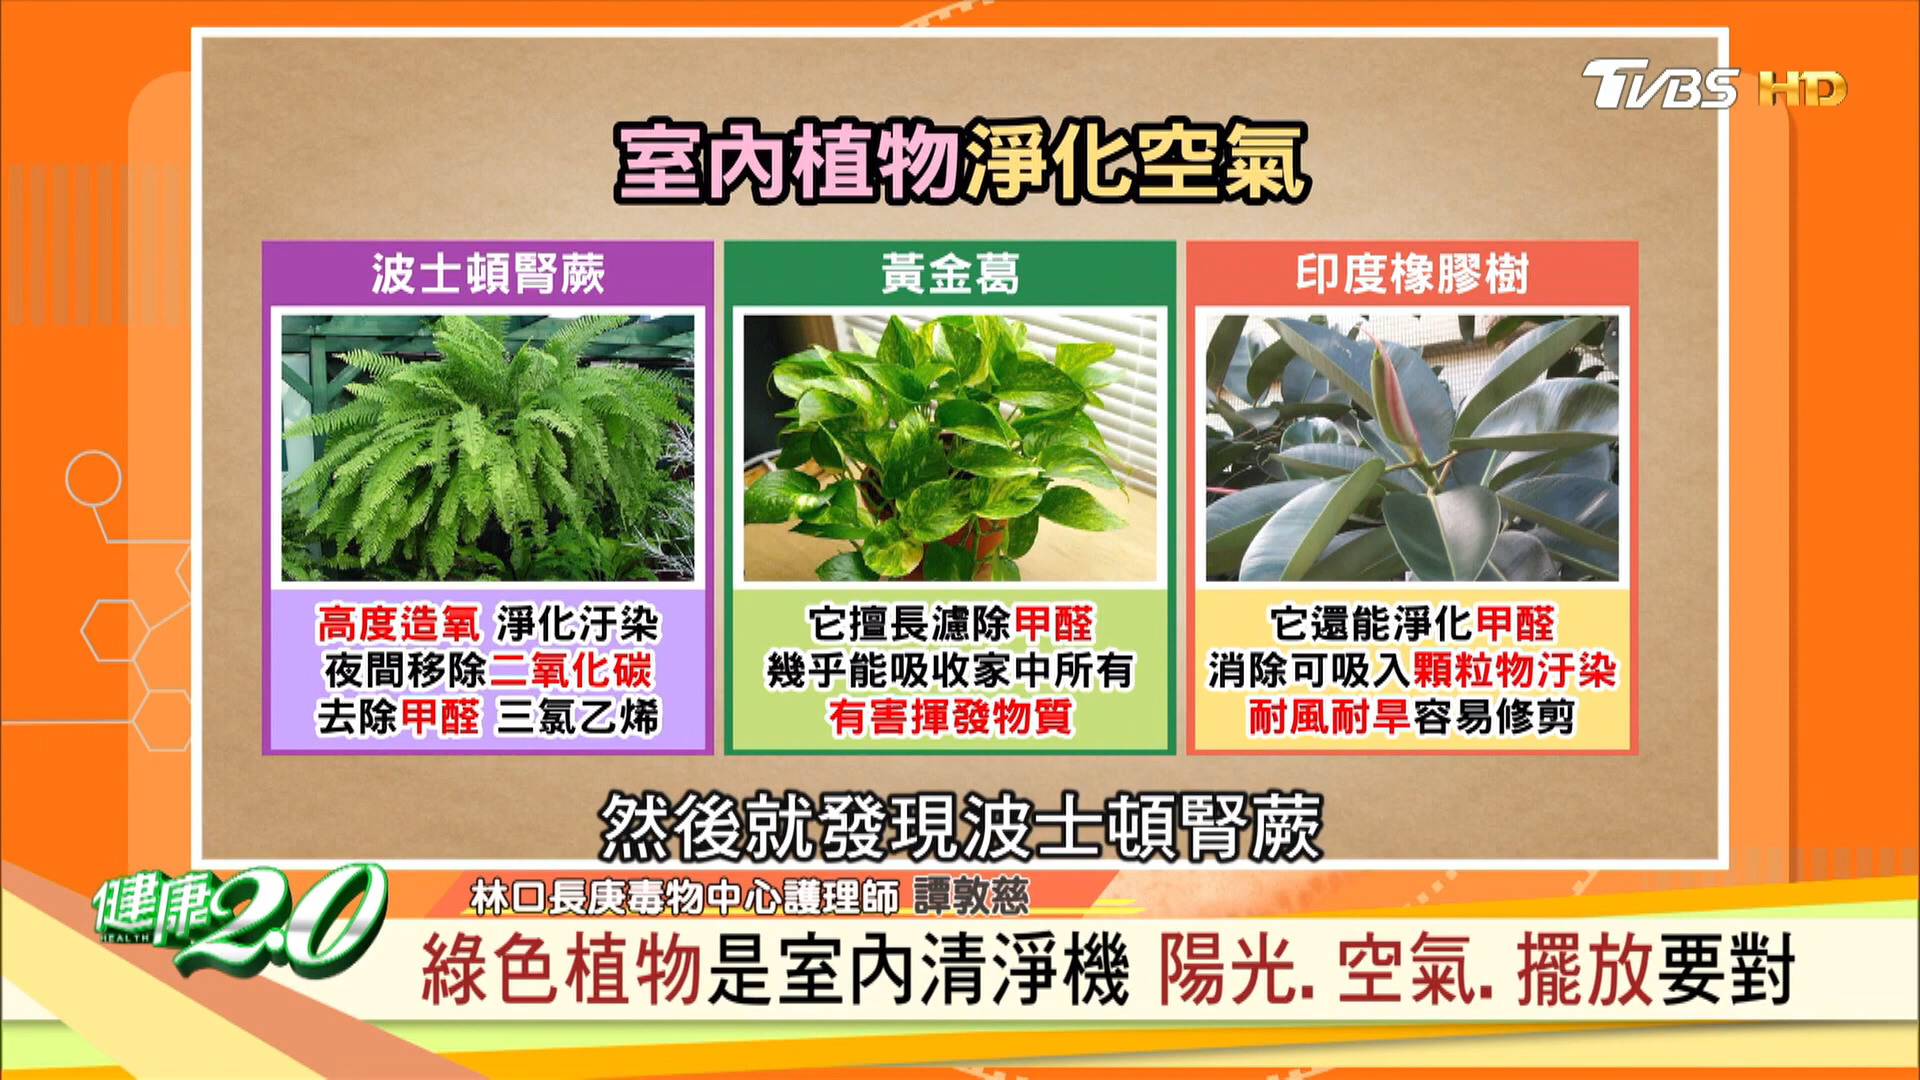 TVBS HD
室內植物淨化空氣
波士頓腎蕨
高度造氧 淨化汙染
夜間移除二氧化碳
去除甲醛 三氯乙烯
黃金葛
它擅長濾除甲醛
幾乎能吸收家中所有
有害揮發物質
印度橡膠樹
它還能淨化甲醛
消除可吸入顆粒物汙染
耐風耐旱容易修剪
然後就發現波士頓腎蕨
健康2.0
HEALTH
林口長庚毒物中心護理師 譚敦慈
綠色植物是室內清淨機 陽光.空氣.擺放要對